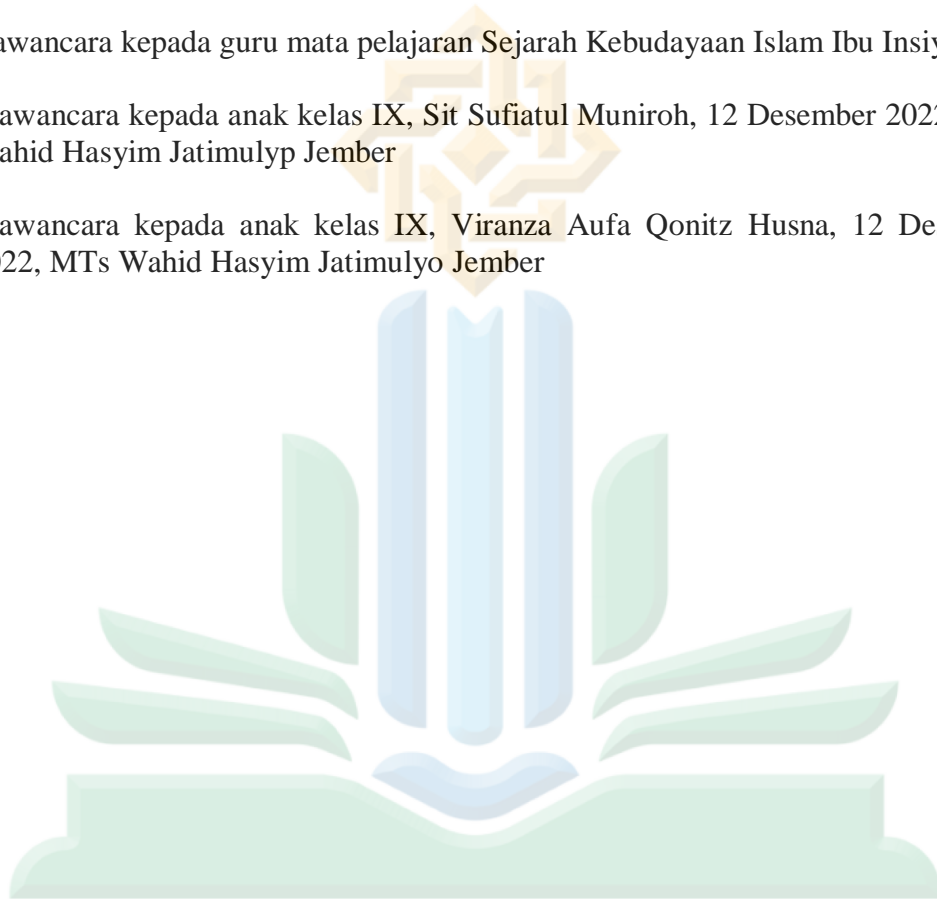 awancara kepada guru mata pelajaran Sejarah Kebudayaan Islam Ibu Insiy
awancara kepada anak kelas IX, Sit Sufiatul Muniroh, 12 Desember 2022
ahid Hasyim Jatimulyp Jember
awancara kepada anak kelas IX, Viranza Aufa Qonitz Husna, 12 De
022, MTs Wahid Hasyim Jatimulyo Jember